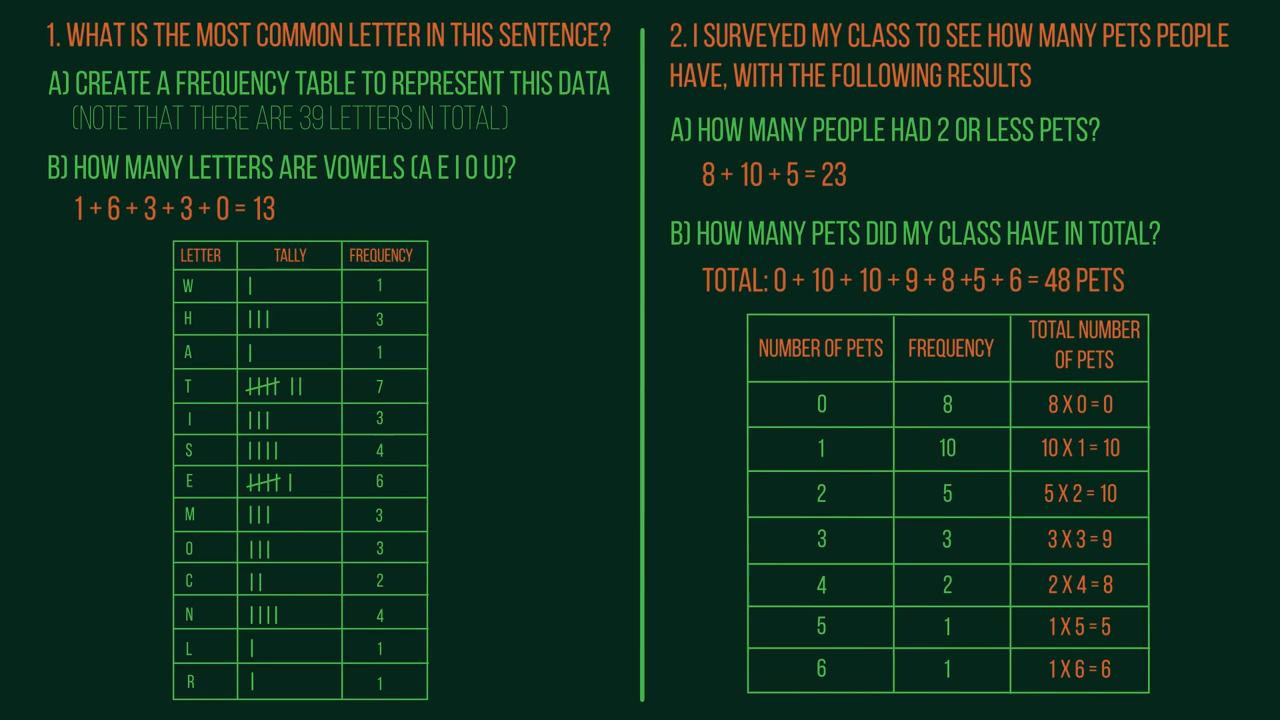 1. WHAT IS THE MOST COMMON LETTER IN THIS SENTENCE?
A) CREATE A FREQUENCY TABLE TO REPRESENT THIS DATA
(NOTE THAT THERE ARE 39 LETTERS IN TOTAL)
B) HOW MANY LETTERS ARE VOWELS (A E I O U)?
1 + 6 + 3 + 3 + 0 = 13
LETTER TALLY FREQUENCY
W | 1
H ||| 3
A | 1
T |||| || 7
I ||| 3
S |||| 4
E |||| | 6
M ||| 3
O ||| 3
C || 2
N |||| 4
L | 1
R | 1
2. I SURVEYED MY CLASS TO SEE HOW MANY PETS PEOPLE
HAVE, WITH THE FOLLOWING RESULTS
A) HOW MANY PEOPLE HAD 2 OR LESS PETS?
8 + 10 + 5 = 23
B) HOW MANY PETS DID MY CLASS HAVE IN TOTAL?
TOTAL: 0 + 10 + 10 + 9 + 8 +5 + 6 = 48 PETS
NUMBER OF PETS FREQUENCY TOTAL NUMBER
OF PETS
0 8 8 X 0 = 0
1 10 10 X 1 = 10
2 5 5 X 2 = 10
3 3 3 X 3 = 9
4 2 2 X 4 = 8
5 1 1 X 5 = 5
6 1 1 X 6 = 6